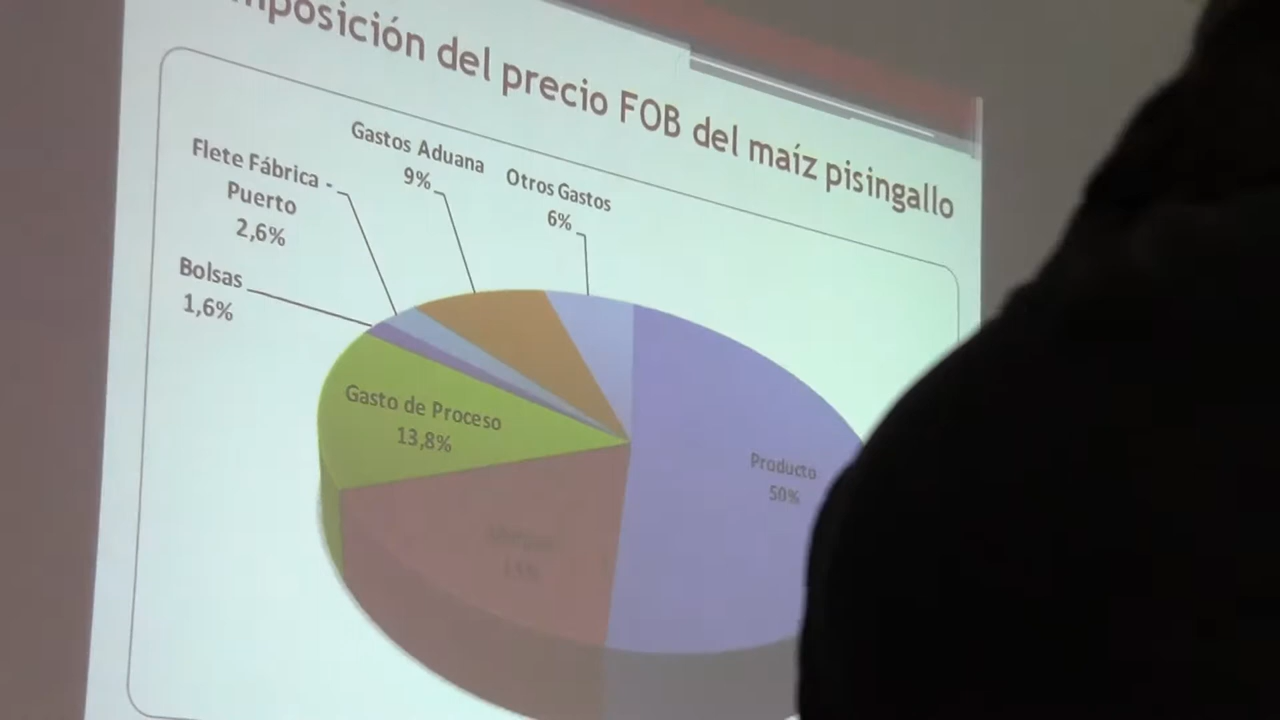 mposición del precio FOB del maíz pisingallo
Gastos Aduana
9%
Otros Gastos
6%
Flete Fábrica -
Puerto
2,6%
Bolsas
1,6%
Gasto de Proceso
13,8%
Producto
50%